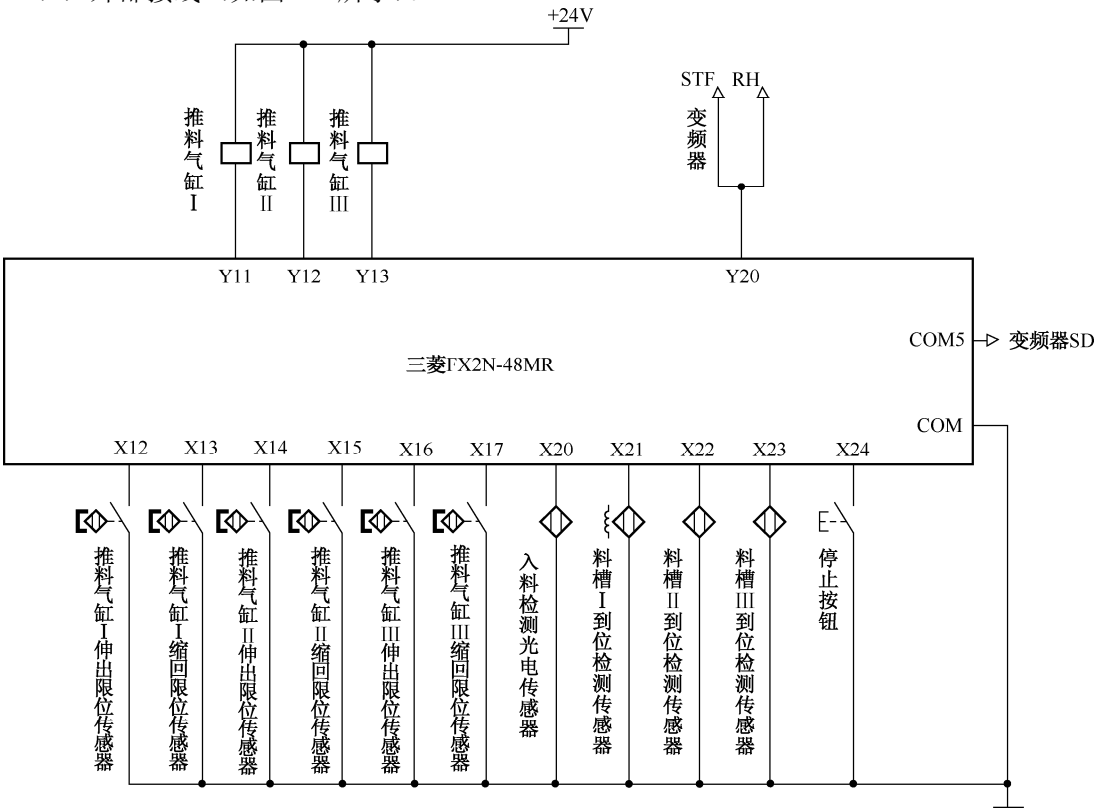 +24V
STF RH
变频器
推料气缸Ⅰ
推料气缸Ⅱ
推料气缸Ⅲ
Y11 Y12 Y13 Y20
COM5 变频器SD
三菱FX2N-48MR
COM
X12 X13 X14 X15 X16 X17 X20 X21 X22 X23 X24
推料气缸Ⅰ伸出限位传感器
推料气缸Ⅰ缩回限位传感器
推料气缸Ⅱ伸出限位传感器
推料气缸Ⅱ缩回限位传感器
推料气缸Ⅲ伸出限位传感器
推料气缸Ⅲ缩回限位传感器
入料检测光电传感器
料槽Ⅰ到位检测传感器
料槽Ⅱ到位检测传感器
料槽Ⅲ到位检测传感器
停止按钮